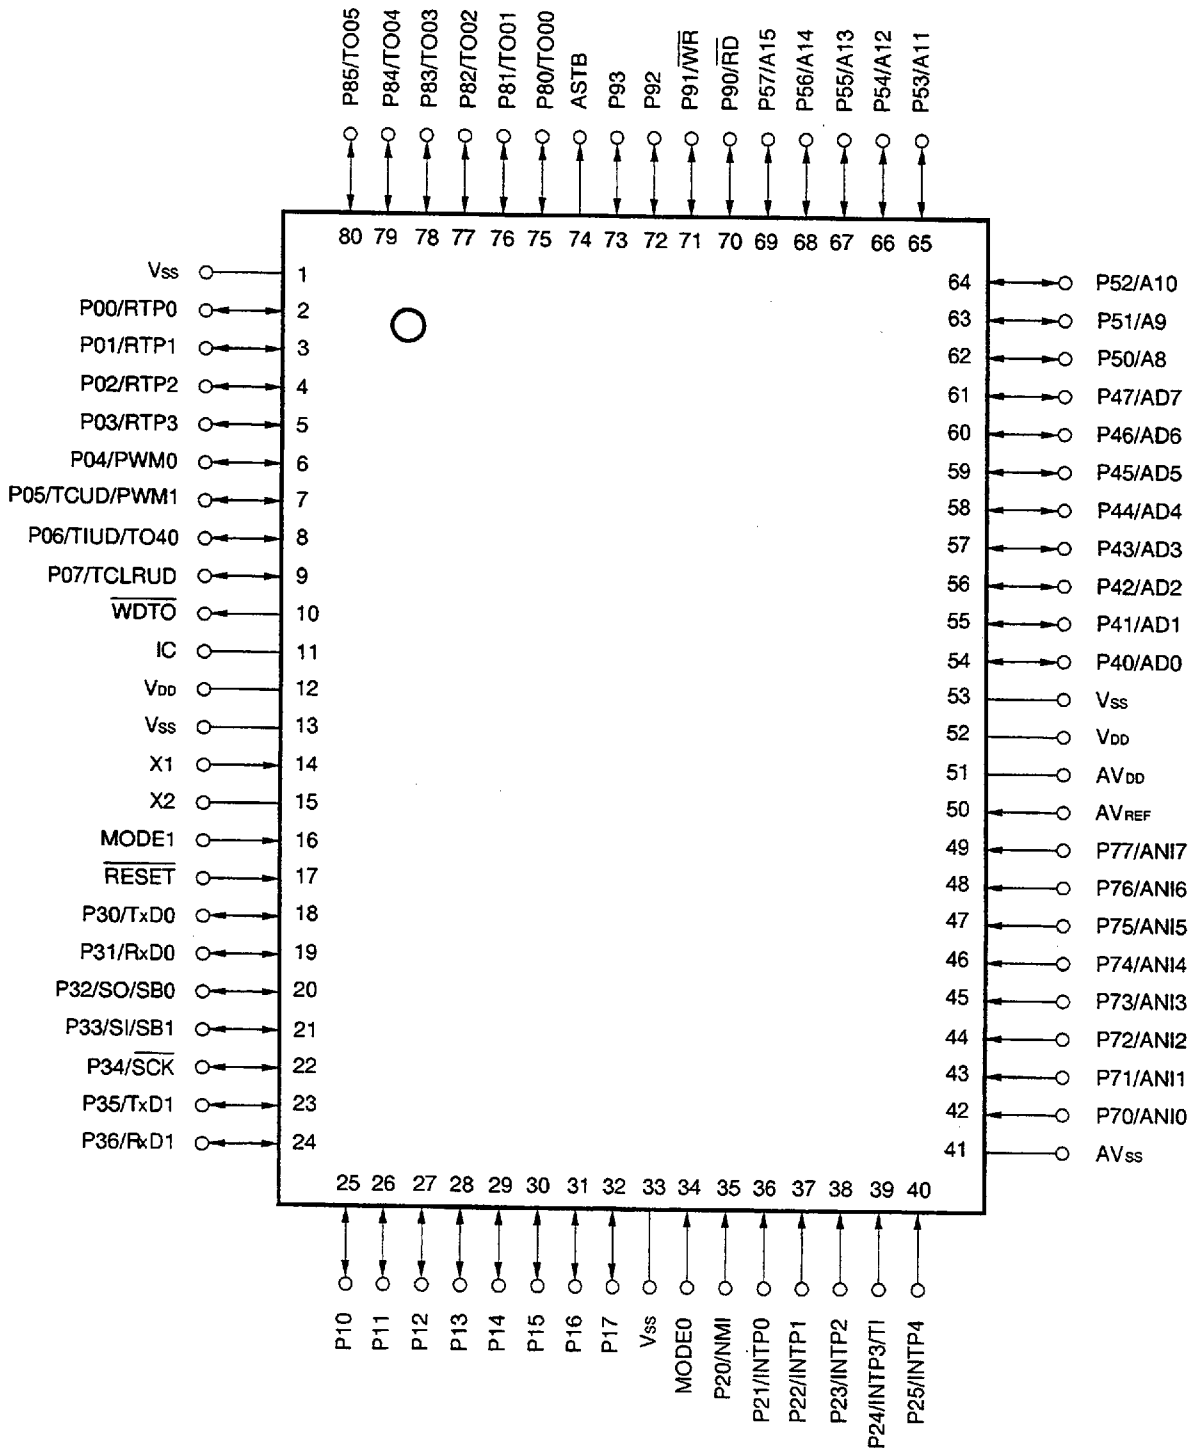 P85/TO05
P84/TO04
P83/TO03
P82/TO02
P81/TO01
P80/TO00
ASTB
P93
P92
P91/W̅R̅
P90/R̅D̅
P57/A15
P56/A14
P55/A13
P54/A12
P53/A11
80 79 78 77 76 75 74 73 72 71 70 69 68 67 66 65
VSS 1
P00/RTP0 2
P01/RTP1 3
P02/RTP2 4
P03/RTP3 5
P04/PWM0 6
P05/TCUD/PWM1 7
P06/TIUD/TO40 8
P07/TCLRUD 9
W̅D̅T̅O̅ 10
IC 11
VDD 12
VSS 13
X1 14
X2 15
MODE1 16
R̅E̅S̅E̅T̅ 17
P30/TxD0 18
P31/RxD0 19
P32/SO/SB0 20
P33/SI/SB1 21
P34/S̅C̅K̅ 22
P35/TxD1 23
P36/RxD1 24
64 P52/A10
63 P51/A9
62 P50/A8
61 P47/AD7
60 P46/AD6
59 P45/AD5
58 P44/AD4
57 P43/AD3
56 P42/AD2
55 P41/AD1
54 P40/AD0
53 VSS
52 VDD
51 AVDD
50 AVREF
49 P77/ANI7
48 P76/ANI6
47 P75/ANI5
46 P74/ANI4
45 P73/ANI3
44 P72/ANI2
43 P71/ANI1
42 P70/ANI0
41 AVSS
25 26 27 28 29 30 31 32 33 34 35 36 37 38 39 40
P10
P11
P12
P13
P14
P15
P16
P17
VSS
MODE0
P20/NMI
P21/INTP0
P22/INTP1
P23/INTP2
P24/INTP3/TI
P25/INTP4